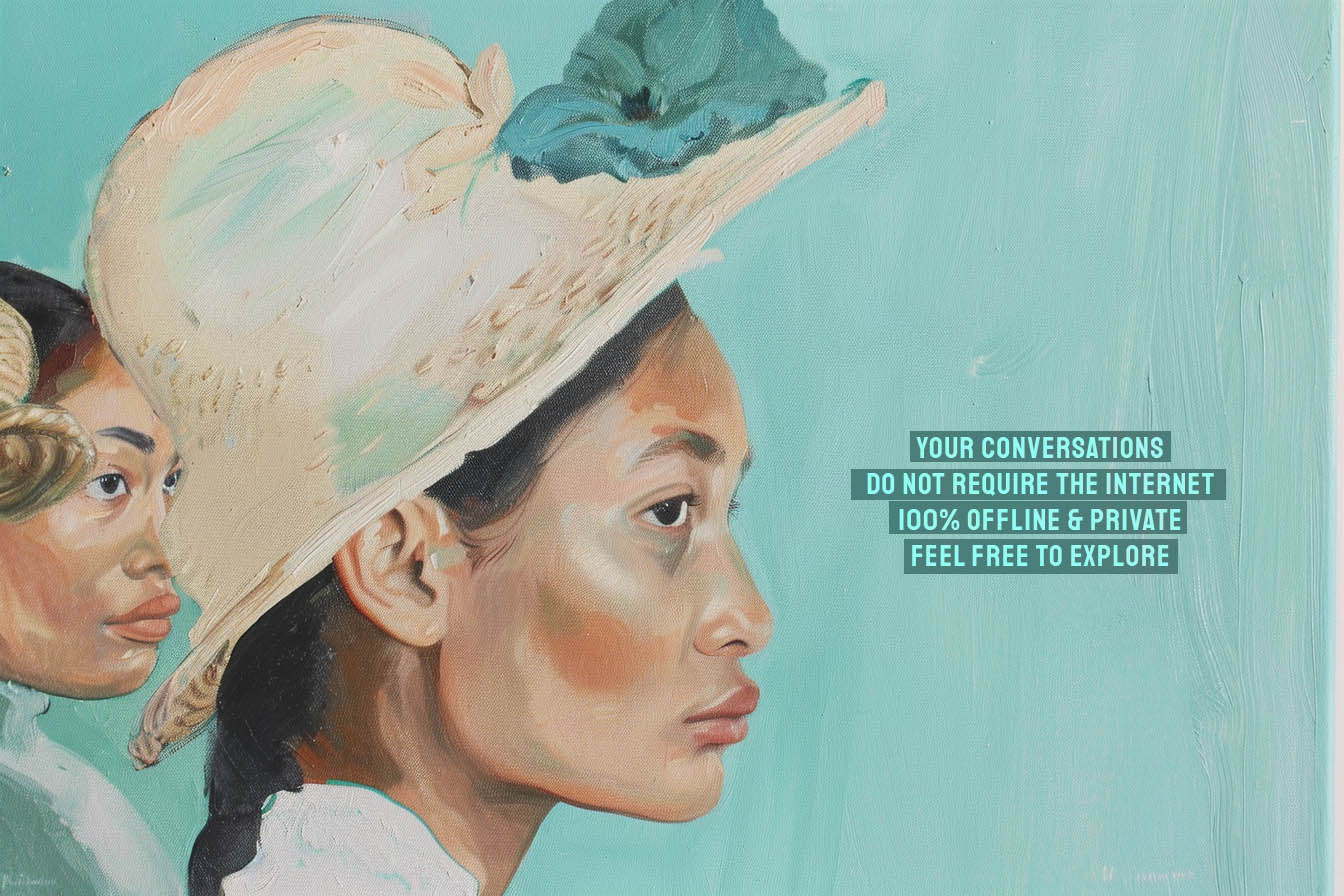 YOUR CONVERSATIONS
DO NOT REQUIRE THE INTERNET
100% OFFLINE & PRIVATE
FEEL FREE TO EXPLORE